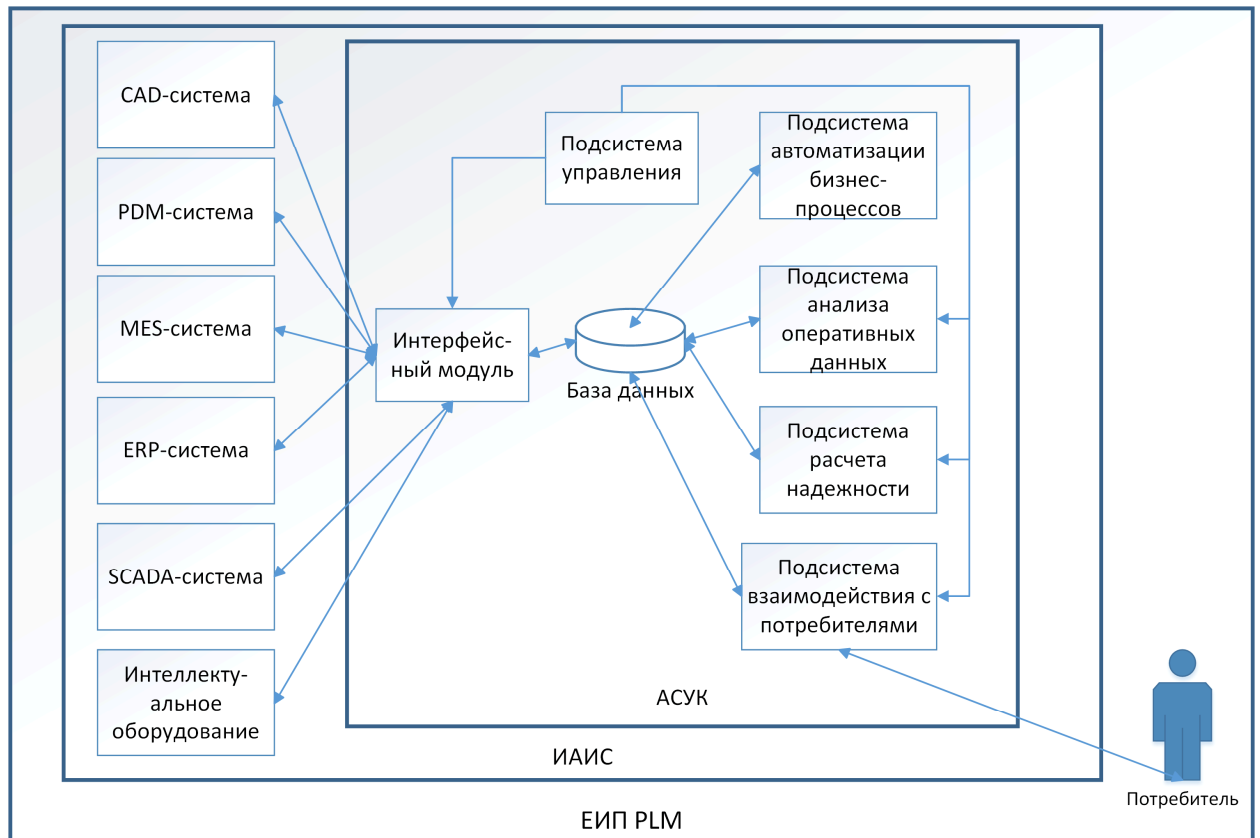 CAD-система
PDM-система
MES-система
ERP-система
SCADA-система
Интеллекту-
альное
оборудование
Интерфейс-
ный модуль
Подсистема
управления
База данных
Подсистема
автоматизации
бизнес-
процессов
Подсистема
анализа
оперативных
данных
Подсистема
расчета
надежности
Подсистема
взаимодействия с
потребителями
АСУК
ИАИС
ЕИП PLM
Потребитель